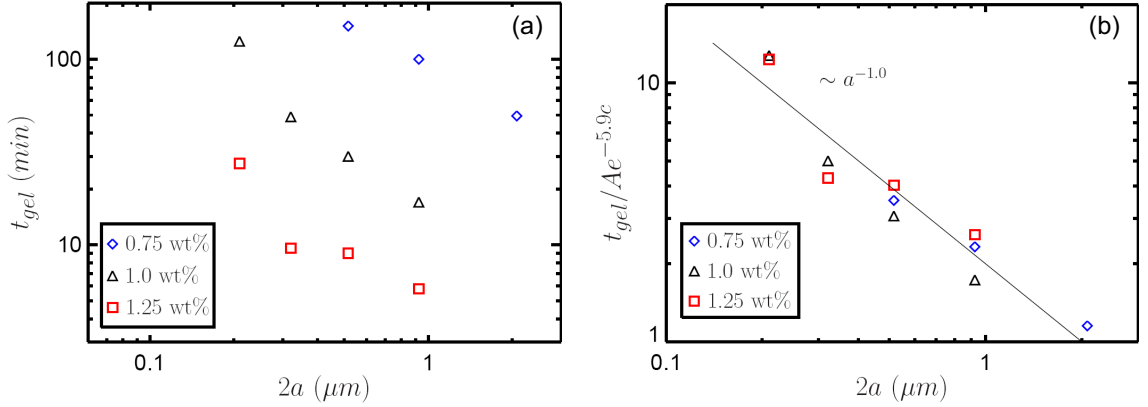 (a)
100
10
t_gel (min)
0.75 wt%
1.0 wt%
1.25 wt%
0.1
1
2a (μm)
(b)
10
1
t_gel/Ae^−5.9c
∼ a^−1.0
0.75 wt%
1.0 wt%
1.25 wt%
0.1
1
2a (μm)